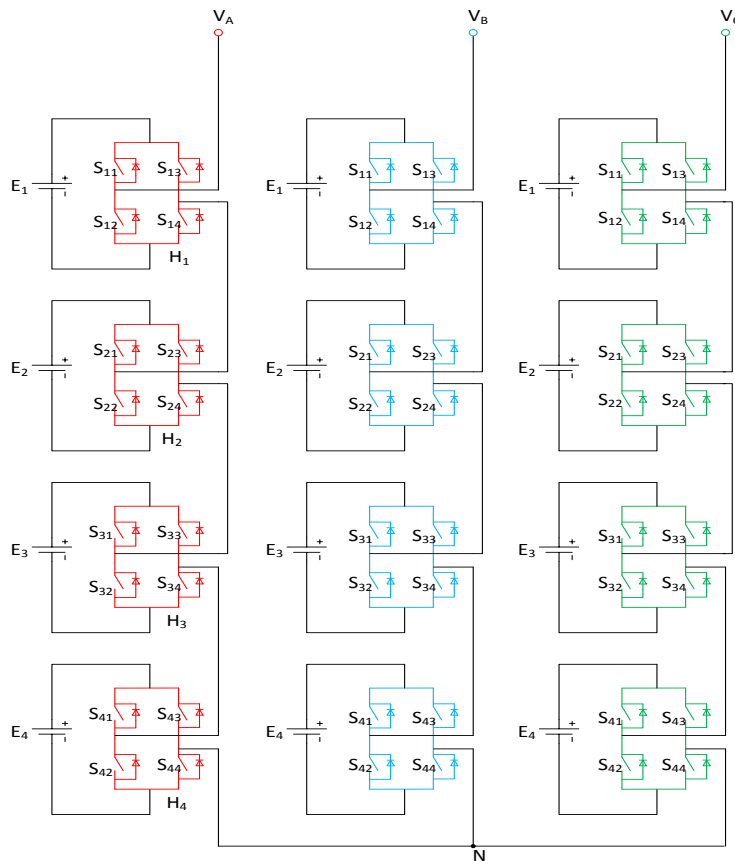 V_A V_B V_C
S_11 S_13 S_11 S_13 S_11 S_13
E_1 + - E_1 + - E_1 + -
S_12 S_14 S_12 S_14 S_12 S_14
H_1
S_21 S_23 S_21 S_23 S_21 S_23
E_2 + - E_2 + - E_2 + -
S_22 S_24 S_22 S_24 S_22 S_24
H_2
S_31 S_33 S_31 S_33 S_31 S_33
E_3 + - E_3 + - E_3 + -
S_32 S_34 S_32 S_34 S_32 S_34
H_3
S_41 S_43 S_41 S_43 S_41 S_43
E_4 + - E_4 + - E_4 + -
S_42 S_44 S_42 S_44 S_42 S_44
H_4
N